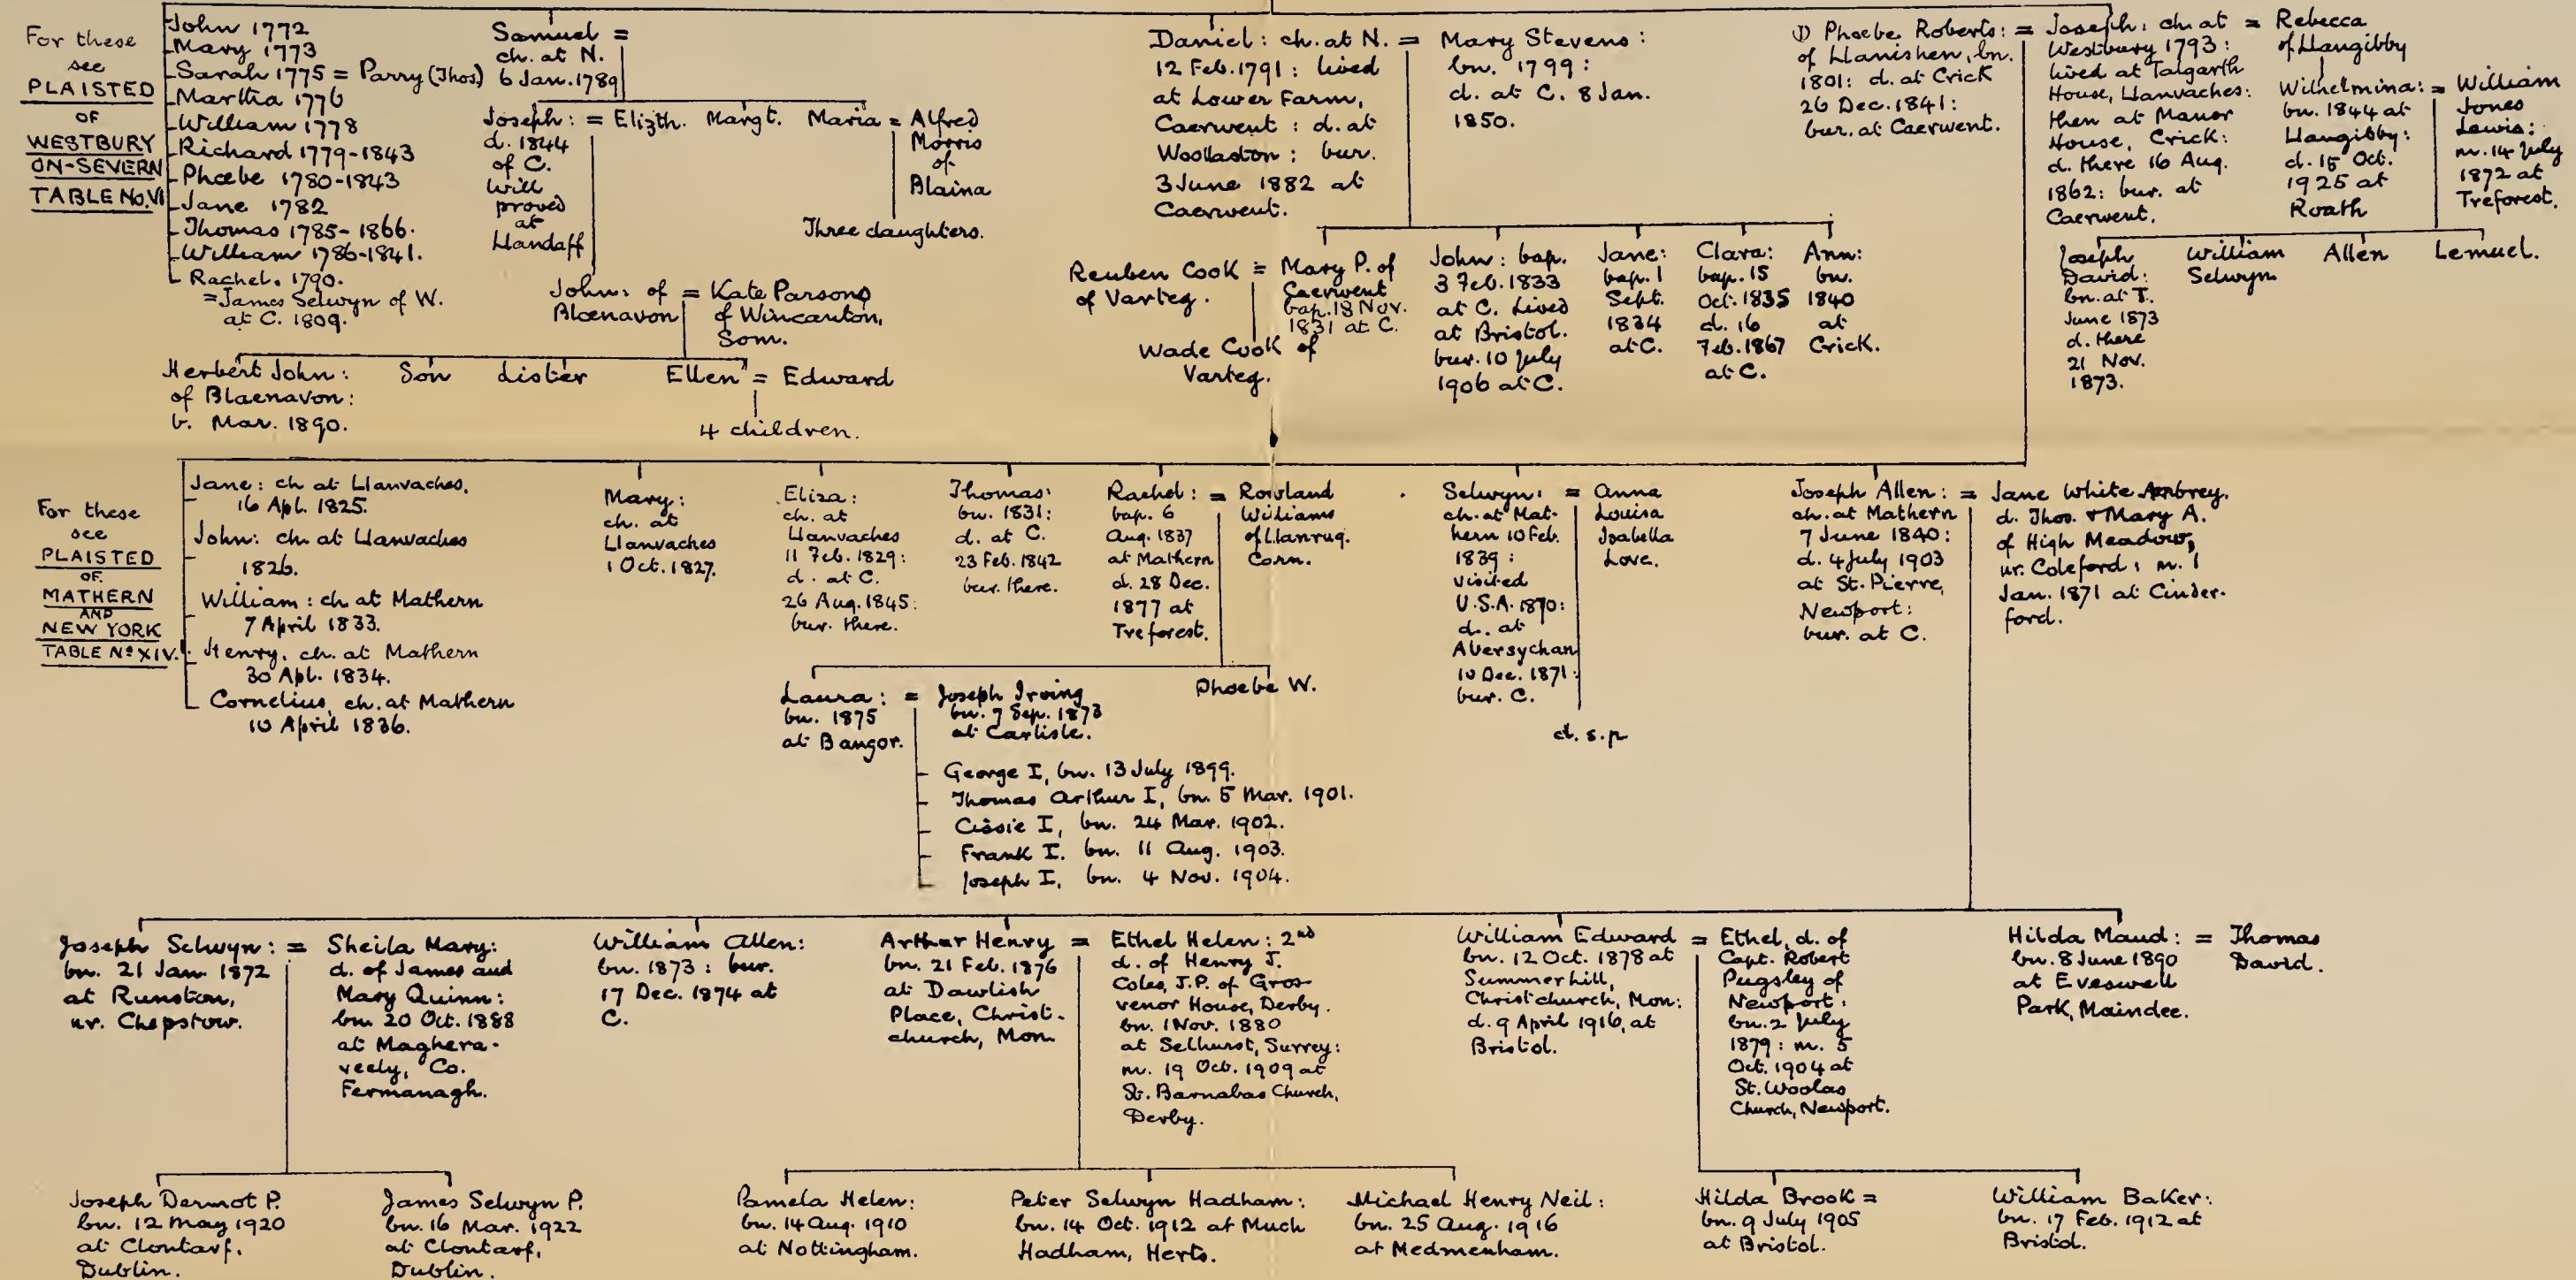 For these
see
PLAISTED
OF
WESTBURY
ON-SEVERN
TABLE No. VI
John 1772
Mary 1773
Sarah 1775 = Parry (Thos)
Martha 1776
William 1778
Richard 1779-1843
Phoebe 1780-1843
Jane 1782
Thomas 1785-1866.
William 1786-1841.
Rachel. 1790.
= James Selwyn of W.
at C. 1809.
Samuel =
ch. at N.
6 Jan. 1789
Joseph: =
d. 1844
of C.
Will
proved
at
Llandaff
Elizth. Margt. Maria =
Alfred
Morris
of
Blaina
Three daughters.
John: of =
Blaenavon
Kate Parsons
of Wincanton,
Som.
Herbert John:
of Blaenavon:
b. Mar. 1890.
Son Lister Ellen = Edward
4 children.
Daniel: ch. at N. =
12 Feb. 1791: lived
at Lower Farm,
Caerwent: d. at
Woollaston: bur.
3 June 1882 at
Caerwent.
Mary Stevens:
bn. 1799:
d. at C. 8 Jan.
1850.
Reuben Cook =
of Varteg.
Mary P. of
Caerwent
bap. 18 Nov.
1831 at C.
Wade Cook of
Varteg.
John: bap.
3 Feb. 1833
at C. Lived
at Bristol.
bur. 10 July
1906 at C.
Jane:
bap. 1
Sept.
1834
at C.
Clara:
bap. 15
Oct. 1835
d. 16
Feb. 1867
at C.
Ann:
bn.
1840
at
Crick.
1) Phoebe Roberts: =
of Llanishen, bn.
1801: d. at Crick
26 Dec. 1841:
bur. at Caerwent.
Joseph: ch. at =
Westbury 1793:
lived at Talgarth
House, Llanvaches:
then at Manor
House, Crick:
d. there 16 Aug.
1862: bur. at
Caerwent.
Rebecca
of Llangibby
Wilhelmina: =
bn. 1844 at
Llangibby:
d. 15 Oct.
1925 at
Roath
William
Jones
Lewis:
m. 14 July
1872 at
Treforest.
Joseph
David:
bn. at T.
June 1873
d. there
21 Nov.
1873.
William
Selwyn
Allen
Lemuel.
For these
see
PLAISTED
OF
MATHERN
AND
NEW YORK
TABLE No XIV.
Jane: ch at Llanvaches.
16 Apl. 1825.
John: ch at Llanvaches
1826.
William: ch at Mathern
7 April 1833.
Henry. ch. at Mathern
30 Apl. 1834.
Cornelius, ch. at Mathern
10 April 1836.
Mary:
ch. at
Llanvaches
1 Oct. 1827.
Eliza:
ch. at
Llanvaches
11 Feb. 1829:
d. at C.
26 Aug. 1845:
bur. there.
Thomas:
bn. 1831:
d. at C.
23 Feb. 1842
bur. there.
Rachel: =
bap. 6
Aug. 1837
at Mathern
d. 28 Dec.
1877 at
Treforest.
Rowland
Williams
of Llanrug.
Carn.
Selwyn: =
ch. at Mat-
hern 10 Feb.
1839:
visited
U.S.A. 1870:
d. at
Abersychan
10 Dec. 1871:
bur. C.
Anna
Louisa
Isabella
Love.
d. s. p
Joseph Allen: =
ch. at Mathern
7 June 1840:
d. 4 July 1903
at St. Pierre,
Newport:
bur. at C.
Jane White Ambrey.
d. Thos. & Mary A.
of High Meadow,
nr. Coleford: m. 1
Jan. 1871 at Cinder-
ford.
Laura: =
bn. 1875
at Bangor.
Joseph Irving
bn. 7 Sep. 1873
at Carlisle.
Phoebe W.
George I, bn. 13 July 1899.
Thomas Arthur I, bn. 5 Mar. 1901.
Cissie I, bn. 24 Mar. 1902.
Frank I. bn. 11 Aug. 1903.
Joseph I, bn. 4 Nov. 1904.
Joseph Selwyn: =
bn. 21 Jan. 1872
at Runston,
nr. Chepstow.
Sheila Mary:
d. of James and
Mary Quinn:
bn. 20 Oct. 1888
at Maghera-
veely, Co.
Fermanagh.
William Allen:
bn. 1873: bur.
17 Dec. 1874 at
C.
Arthur Henry =
bn. 21 Feb. 1876
at Dawlish
Place, Christ-
church, Mon.
Ethel Helen: 2nd
d. of Henry J.
Coles, J.P. of Gros-
venor House, Derby.
bn. 1 Nov. 1880
at Selhurst, Surrey:
m. 19 Oct. 1909 at
St. Barnabas Church,
Derby.
William Edward =
bn. 12 Oct. 1878 at
Summerhill,
Christchurch, Mon:
d. 9 April 1916, at
Bristol.
Ethel, d. of
Capt. Robert
Pugsley of
Newport:
bn. 2 July
1879: m. 5
Oct. 1904 at
St. Woolas
Church, Newport.
Hilda Maud: =
bn. 8 June 1890
at Eveswell
Park, Maindee.
Thomas
David.
Joseph Dermot P.
bn. 12 May 1920
at Clontarf,
Dublin.
James Selwyn P.
bn. 16 Mar. 1922
at Clontarf,
Dublin.
Pamela Helen:
bn. 14 Aug. 1910
at Nottingham.
Peter Selwyn Hadham:
bn. 14 Oct. 1912 at Much
Hadham, Herts.
Michael Henry Neil:
bn. 25 Aug. 1916
at Medmenham.
Hilda Brook =
bn. 9 July 1905
at Bristol.
William Baker:
bn. 17 Feb. 1912 at
Bristol.